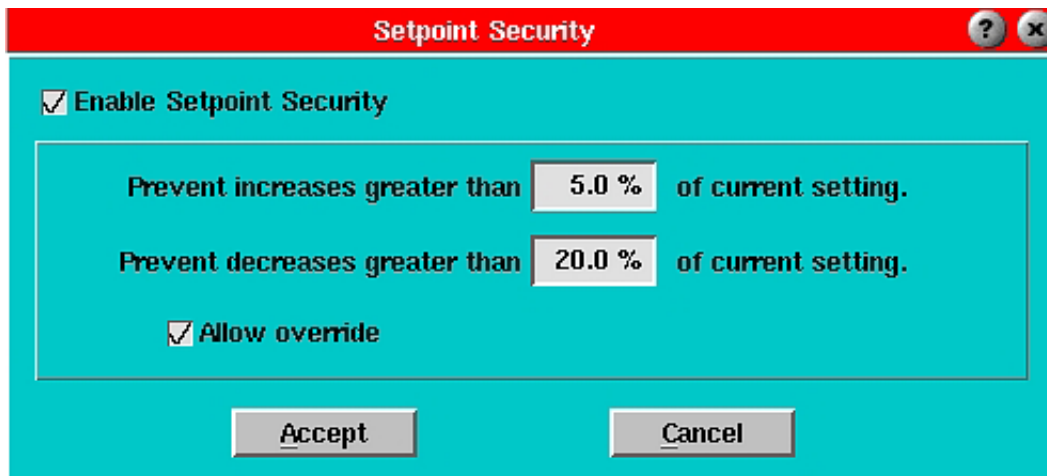 Setpoint Security ? x
Enable Setpoint Security
Prevent increases greater than 5.0 % of current setting.
Prevent decreases greater than 20.0 % of current setting.
Allow override
Accept Cancel